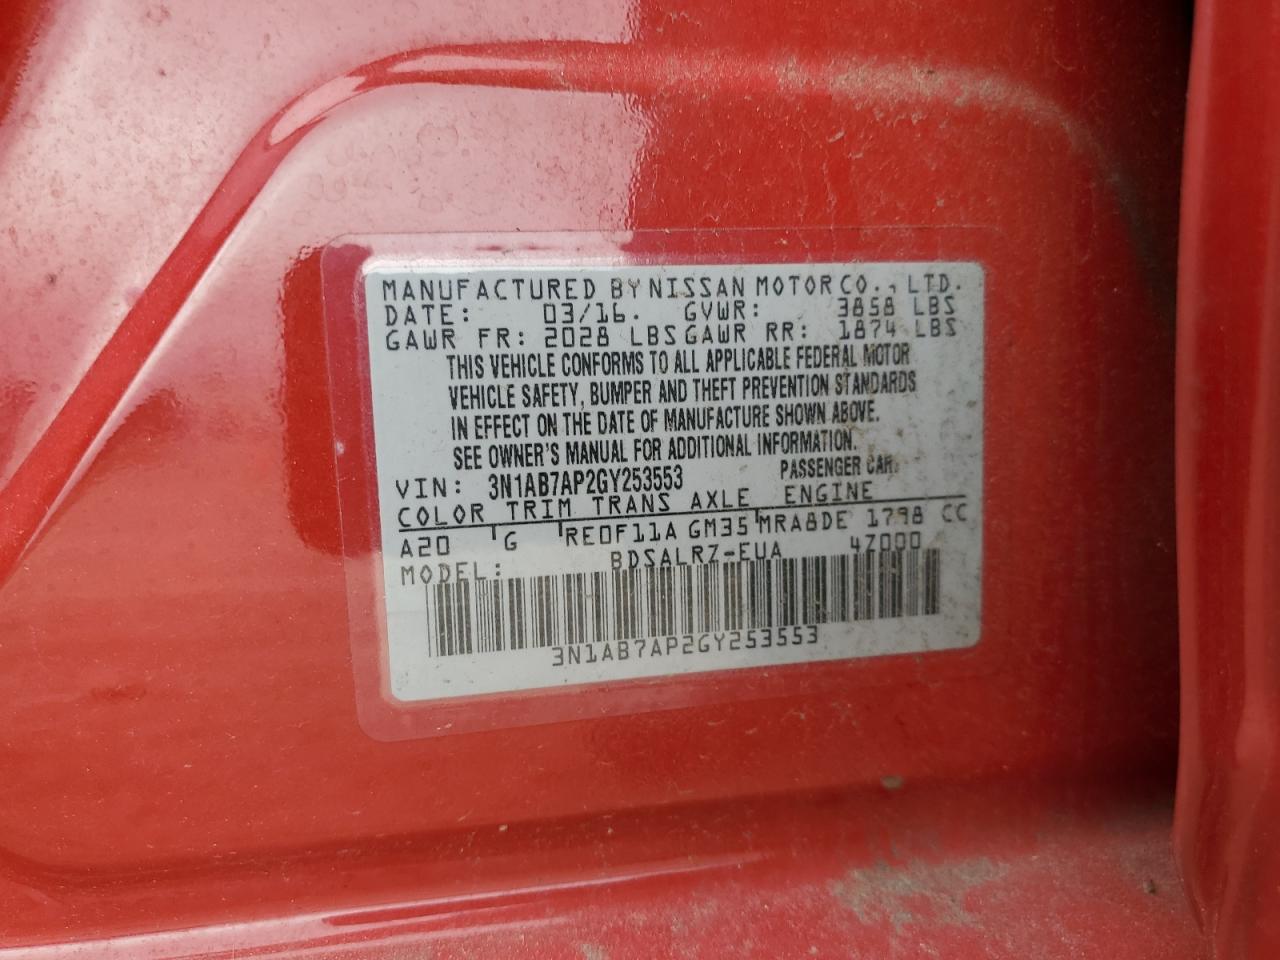 MANUFACTURED BY NISSAN MOTOR CO., LTD.
DATE: 03/16. GVWR: 3858 LBS
GAWR FR: 2028 LBS GAWR RR: 1874 LBS
THIS VEHICLE CONFORMS TO ALL APPLICABLE FEDERAL MOTOR
VEHICLE SAFETY, BUMPER AND THEFT PREVENTION STANDARDS
IN EFFECT ON THE DATE OF MANUFACTURE SHOWN ABOVE.
SEE OWNER'S MANUAL FOR ADDITIONAL INFORMATION.
VIN: 3N1AB7AP2GY253553 PASSENGER CAR.
COLOR TRIM TRANS AXLE ENGINE
A20 G RE0F11A GM35 MRA8DE 1798 CC
MODEL: BDSALRZ-EUA 47000
3N1AB7AP2GY253553